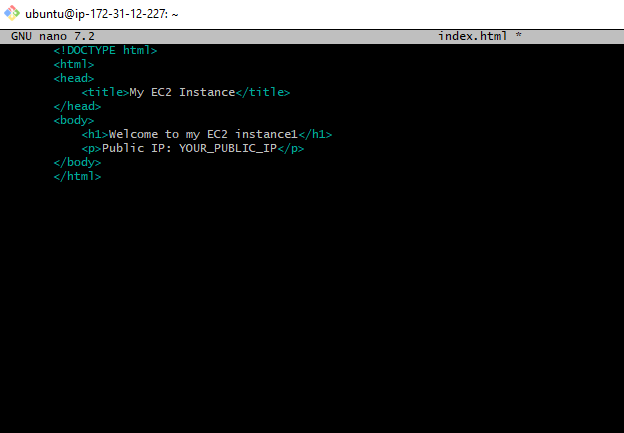 ubuntu@ip-172-31-12-227: ~
GNU nano 7.2 index.html *
<!DOCTYPE html>
<html>
<head>
<title>My EC2 Instance</title>
</head>
<body>
<h1>Welcome to my EC2 instance1</h1>
<p>Public IP: YOUR_PUBLIC_IP</p>
</body>
</html>